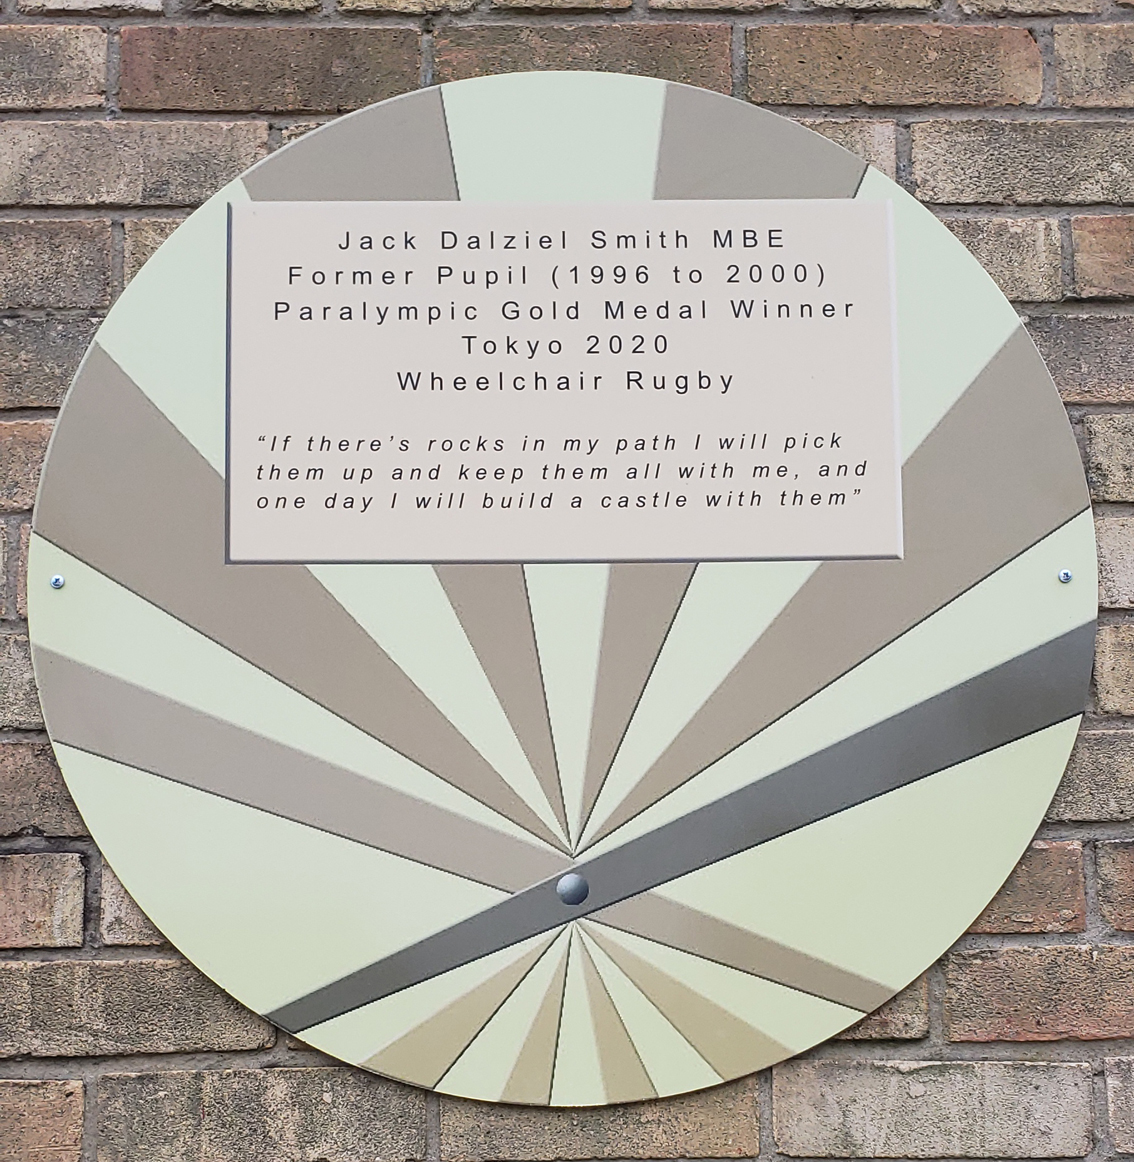 Jack Dalziel Smith MBE
Former Pupil (1996 to 2000)
Paralympic Gold Medal Winner
Tokyo 2020
Wheelchair Rugby
“If there’s rocks in my path I will pick
them up and keep them all with me, and
one day I will build a castle with them”